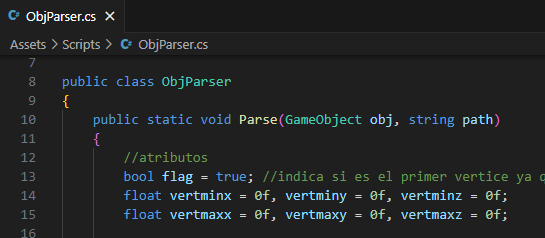 ObjParser.cs
Assets > Scripts > ObjParser.cs
7
8 public class ObjParser
9 {
10 public static void Parse(GameObject obj, string path)
11 {
12 //atributos
13 bool flag = true; //indica si es el primer vertice ya
14 float vertminx = 0f, vertminy = 0f, vertminz = 0f;
15 float vertmaxx = 0f, vertmaxy = 0f, vertmaxz = 0f;